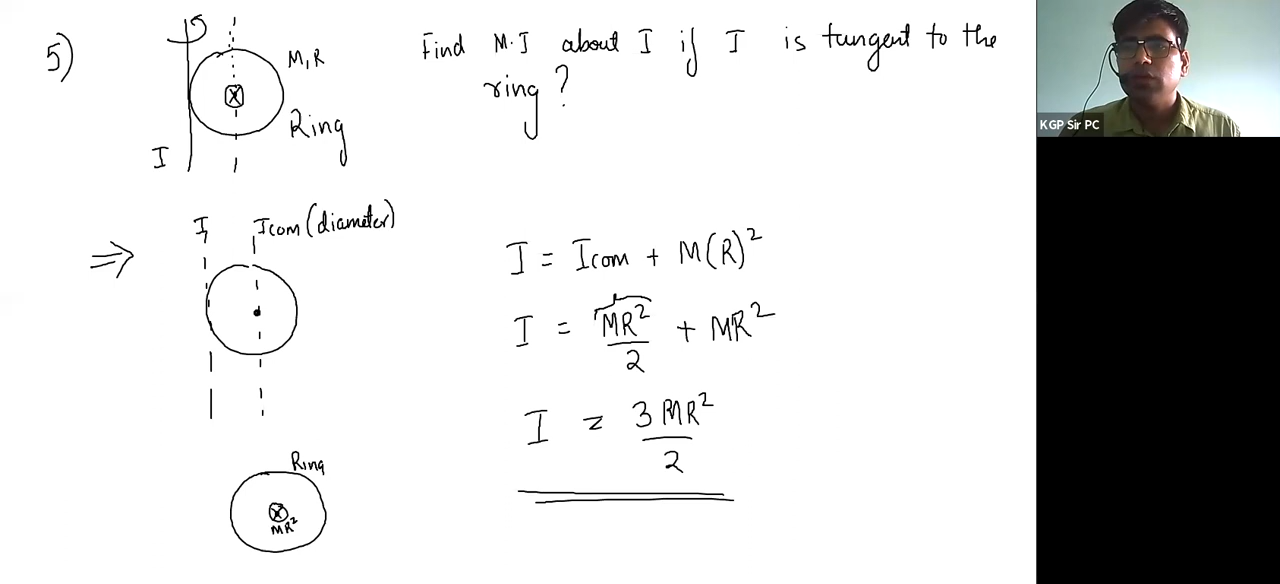 5)
M,R
Ring
I
Find M.I about I if I is tangent to the
ring?
KGP Sir PC
⇒
I
Icom (diameter)
I = Icom + M(R)²
I = MR²/2 + MR²
I = 3MR²/2
Ring
MR²